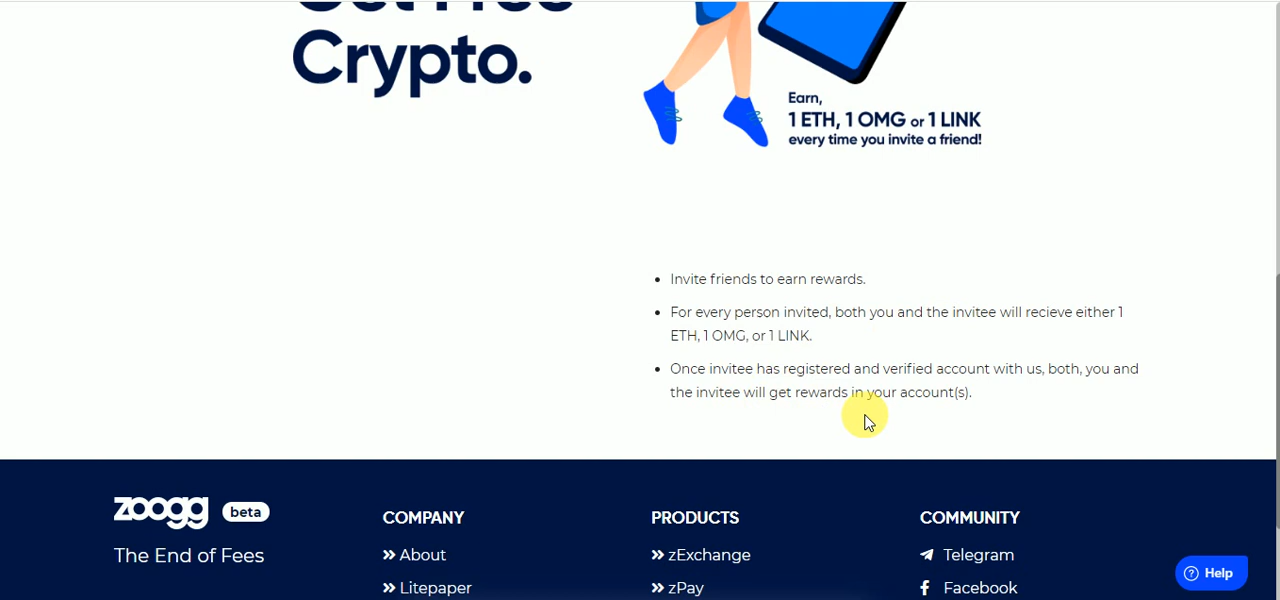 Get Free
Crypto.
Earn,
1 ETH, 1 OMG or 1 LINK
every time you invite a friend!
• Invite friends to earn rewards.
• For every person invited, both you and the invitee will recieve either 1
ETH, 1 OMG, or 1 LINK.
• Once invitee has registered and verified account with us, both, you and
the invitee will get rewards in your account(s).
zoogg beta
The End of Fees
COMPANY
» About
» Litepaper
PRODUCTS
» zExchange
» zPay
COMMUNITY
Telegram
Facebook
Help